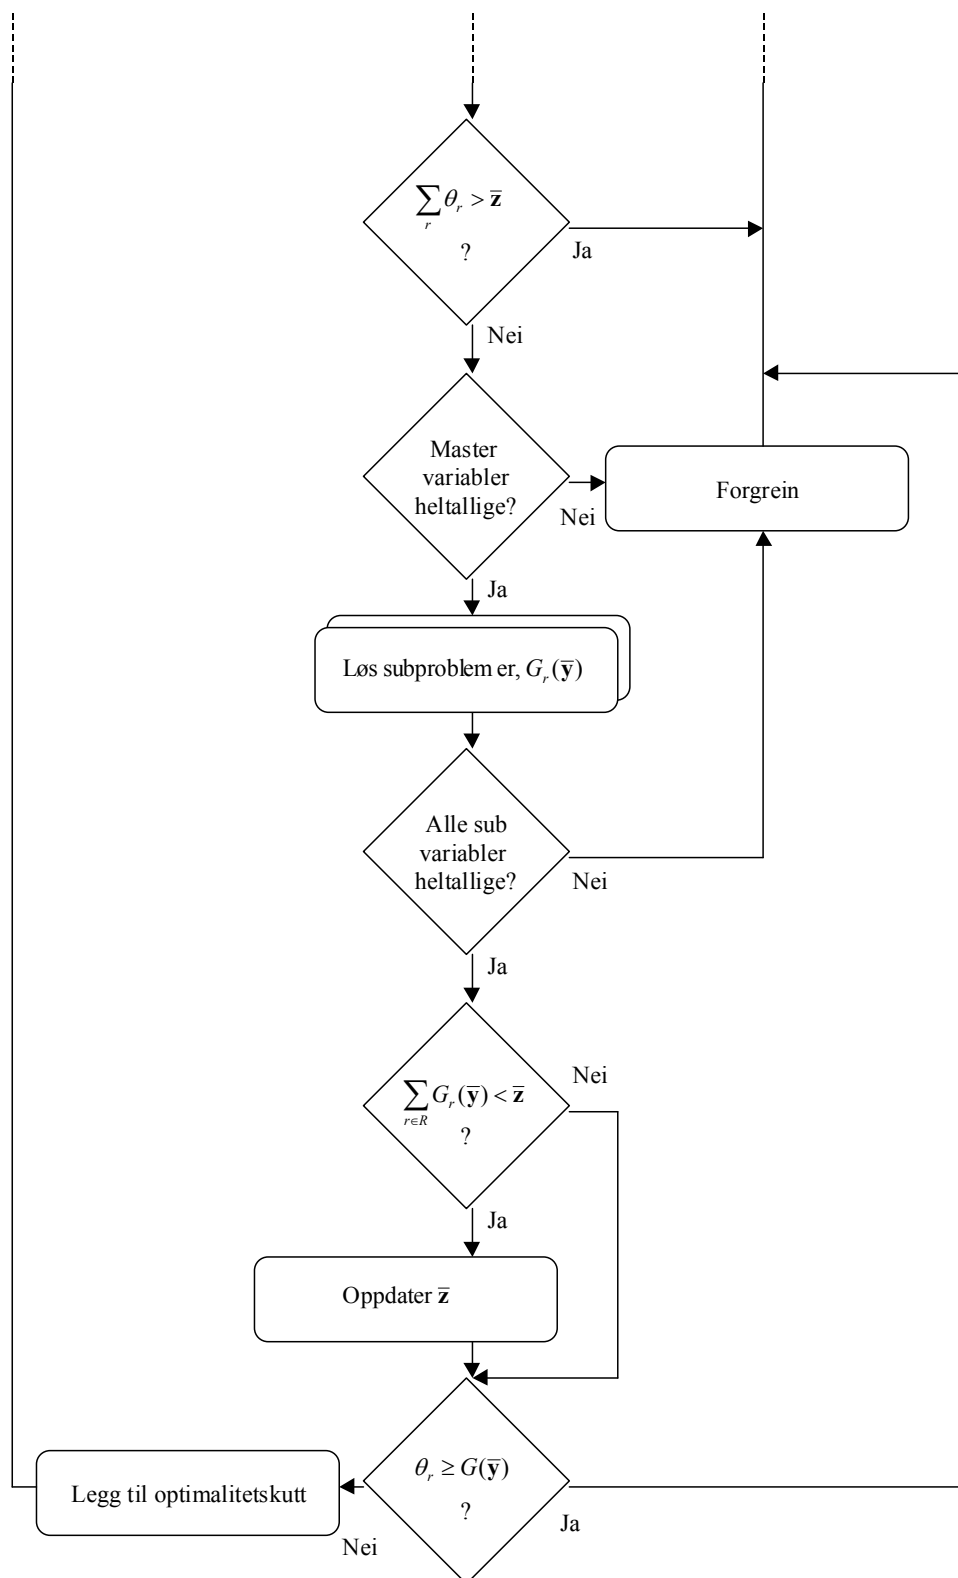 ∑_r θ_r > z̄
?
Ja
Nei
Master
variabler
heltallige?
Nei
Forgrein
Ja
Løs subproblem er, G_r(ȳ)
Alle sub
variabler
heltallige?
Nei
Ja
∑_{r∈R} G_r(ȳ) < z̄
?
Nei
Ja
Oppdater z̄
θ_r ≥ G(ȳ)
?
Legg til optimalitetskutt
Nei
Ja